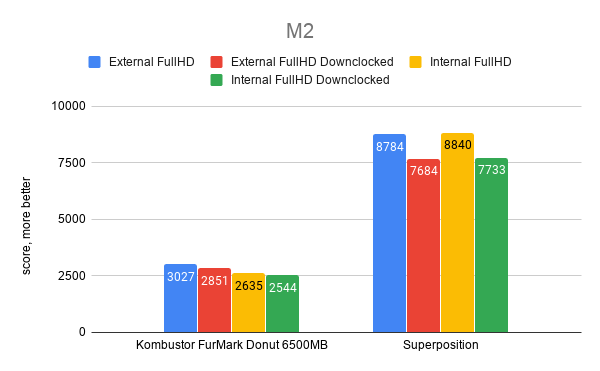 M2
External FullHD
External FullHD Downclocked
Internal FullHD
Internal FullHD Downclocked
score, more better
10000
7500
5000
2500
0
3027
2851
2635
2544
8784
7684
8840
7733
Kombustor FurMark Donut 6500MB
Superposition